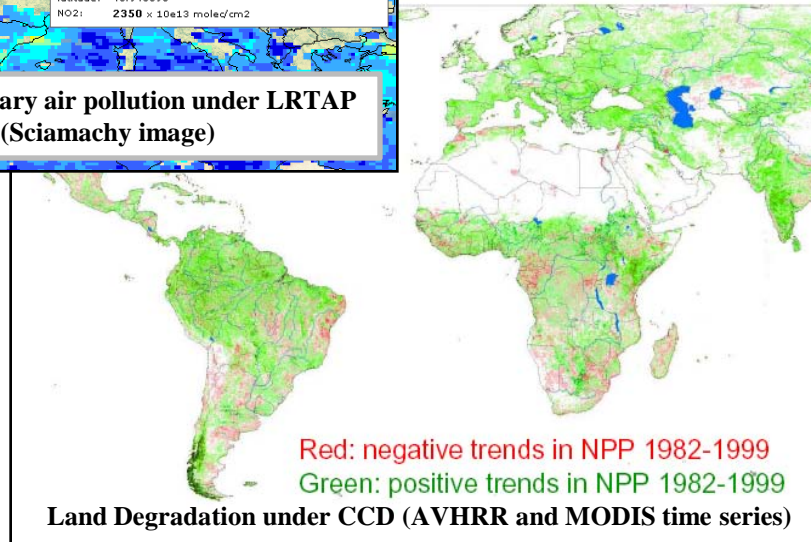 NO2: 2350 x 10e13 molec/cm2
ary air pollution under LRTAP
(Sciamachy image)
Red: negative trends in NPP 1982-1999
Green: positive trends in NPP 1982-1999
Land Degradation under CCD (AVHRR and MODIS time series)